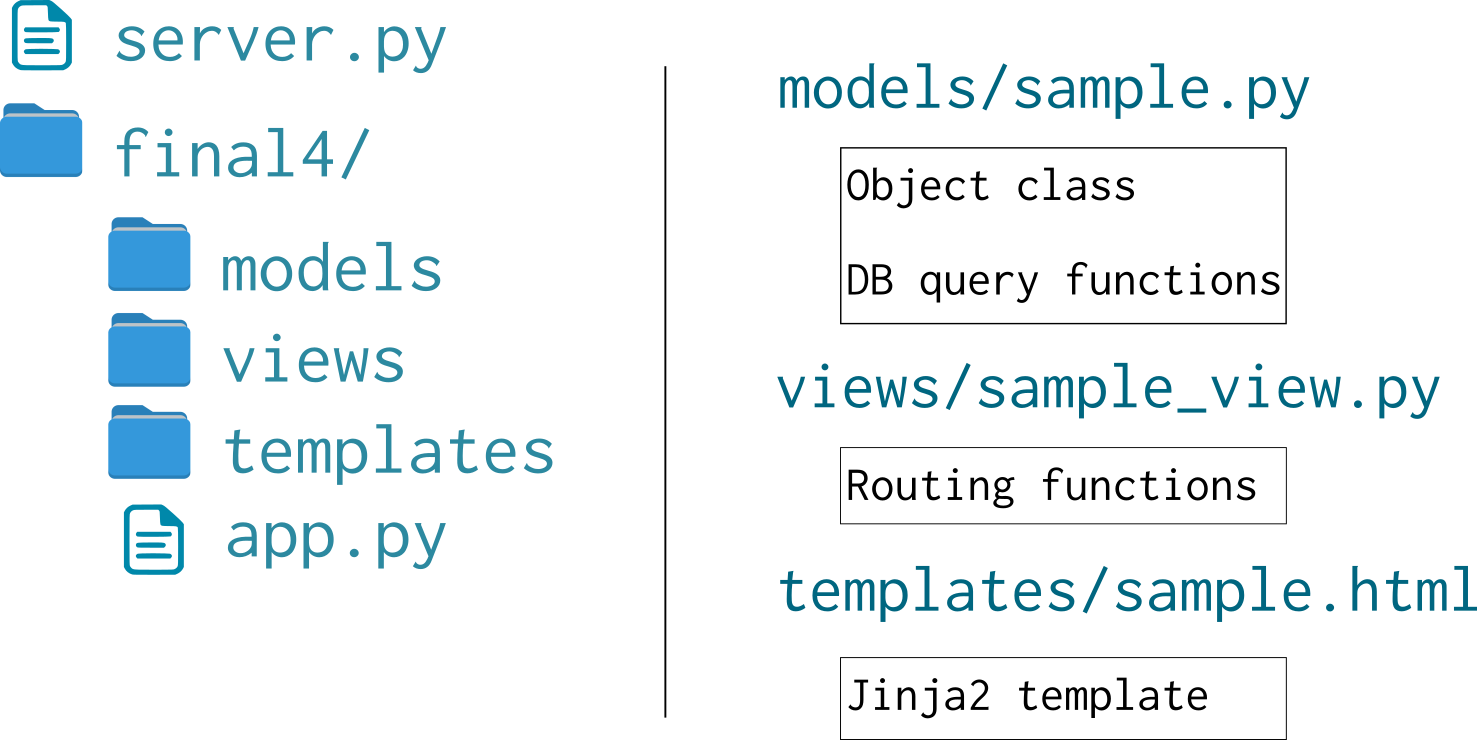 server.py
final4/
models
views
templates
app.py
models/sample.py
Object class
DB query functions
views/sample_view.py
Routing functions
templates/sample.html
Jinja2 template